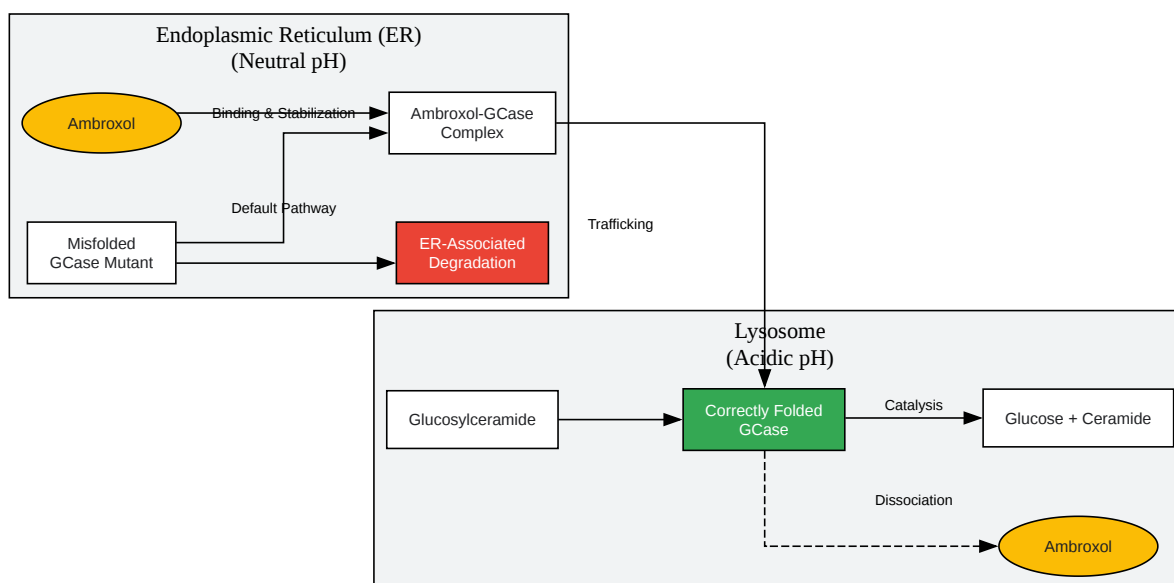 Endoplasmic Reticulum (ER)
(Neutral pH)
Ambroxol
Binding & Stabilization
Ambroxol-GCase
Complex
Default Pathway
Misfolded
GCase Mutant
ER-Associated
Degradation
Trafficking
Lysosome
(Acidic pH)
Glucosylceramide
Correctly Folded
GCase
Catalysis
Glucose + Ceramide
Dissociation
Ambroxol